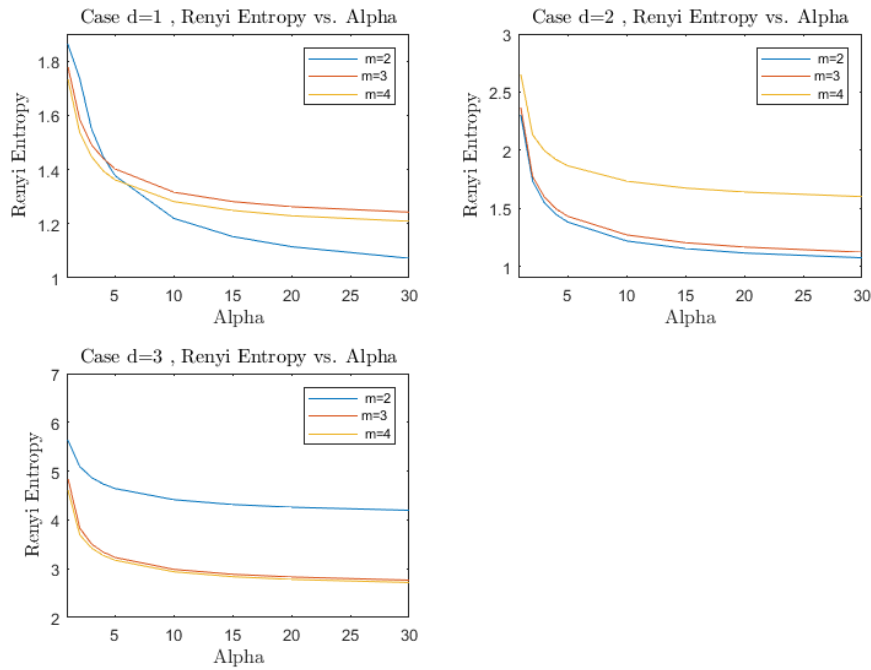 Case d=1 , Renyi Entropy vs. Alpha
Renyi Entropy
1.8
1.6
1.4
1.2
1
m=2
m=3
m=4
5
10
15
20
25
30
Alpha
Case d=2 , Renyi Entropy vs. Alpha
Renyi Entropy
3
2.5
2
1.5
1
m=2
m=3
m=4
5
10
15
20
25
30
Alpha
Case d=3 , Renyi Entropy vs. Alpha
Renyi Entropy
7
6
5
4
3
2
m=2
m=3
m=4
5
10
15
20
25
30
Alpha